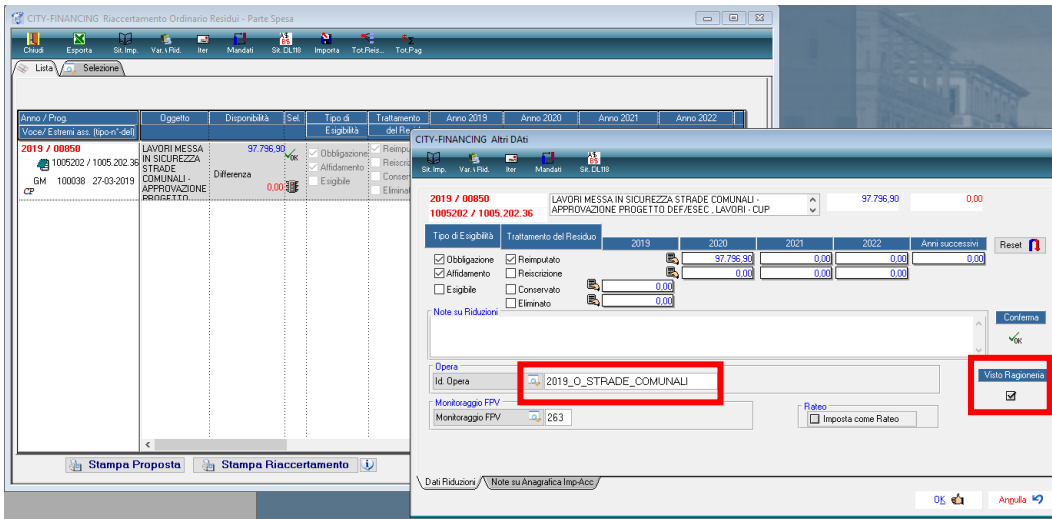 CITY-FINANCING Riaccertamento Ordinario Residui - Parte Spesa
Chiudi Esporta Sit.Imp. Var.\Rid. Iter Mandati Sit.DL118 Importa Tot.Reis... Tot.Pag
Lista Selezione
Anno / Prog. Oggetto Disponibilità Sel. Tipo di Trattamento Anno 2019 Anno 2020 Anno 2021 Anno 2022
Voce/ Estremi ass. (tipo-n°-del) Esigibilità del Re
2019 / 00850 LAVORI MESSA 97.796,90 OK Obbligazione Reimpu
1005202 / 1005.202.36 IN SICUREZZA Affidamento Reiscri
STRADE Differenza Esigibile Conser
GM 100038 27-03-2019 COMUNALI - 0,00 Eliminat
CP APPROVAZIONE
PROGETTO
Stampa Proposta Stampa Riaccertamento
CITY-FINANCING Altri DAti
Sit.Imp. Var.\Rid. Iter Mandati Sit.DL118
2019 / 00850 LAVORI MESSA IN SICUREZZA STRADE COMUNALI - 97.796,90 0,00
1005202 / 1005.202.36 APPROVAZIONE PROGETTO DEF/ESEC , LAVORI - CUP
Tipo di Esigibilità Trattamento del Residuo 2019 2020 2021 2022 Anni successivi Reset
Obbligazione Reimputato 97.796,90 0,00 0,00 0,00
Affidamento Reiscrizione 0,00 0,00 0,00
Esigibile Conservato 0,00
Eliminato 0,00
Note su Riduzioni
Conferma
OK
Opera
Id. Opera 2019_O_STRADE_COMUNALI
Visto Ragioneria
Monitoraggio FPV
Monitoraggio FPV 263
Rateo
Imposta come Rateo
Dati Riduzioni Note su Anagrafica Imp-Acc
OK Annulla